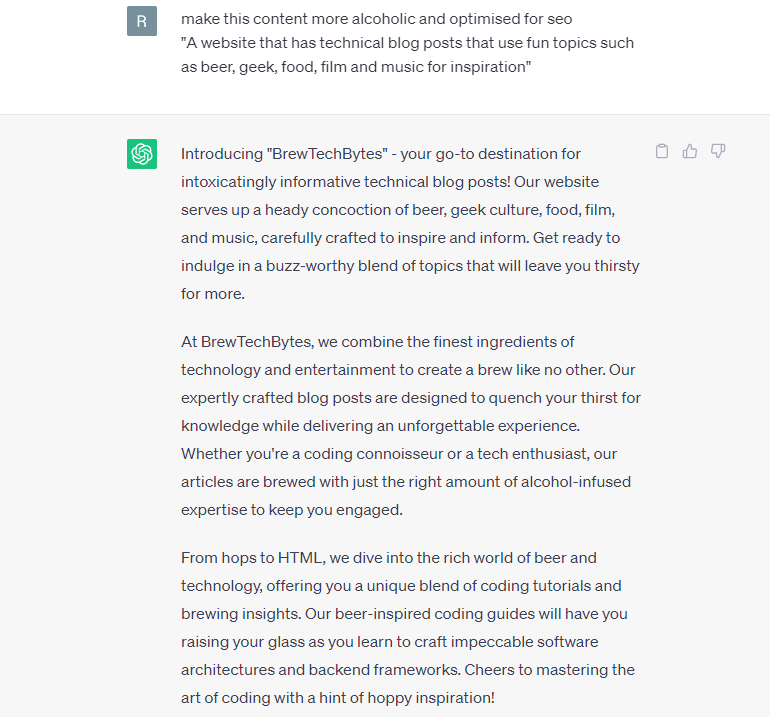 R
make this content more alcoholic and optimised for seo
"A website that has technical blog posts that use fun topics such
as beer, geek, food, film and music for inspiration"
Introducing "BrewTechBytes" - your go-to destination for
intoxicatingly informative technical blog posts! Our website
serves up a heady concoction of beer, geek culture, food, film,
and music, carefully crafted to inspire and inform. Get ready to
indulge in a buzz-worthy blend of topics that will leave you thirsty
for more.
At BrewTechBytes, we combine the finest ingredients of
technology and entertainment to create a brew like no other. Our
expertly crafted blog posts are designed to quench your thirst for
knowledge while delivering an unforgettable experience.
Whether you're a coding connoisseur or a tech enthusiast, our
articles are brewed with just the right amount of alcohol-infused
expertise to keep you engaged.
From hops to HTML, we dive into the rich world of beer and
technology, offering you a unique blend of coding tutorials and
brewing insights. Our beer-inspired coding guides will have you
raising your glass as you learn to craft impeccable software
architectures and backend frameworks. Cheers to mastering the
art of coding with a hint of hoppy inspiration!